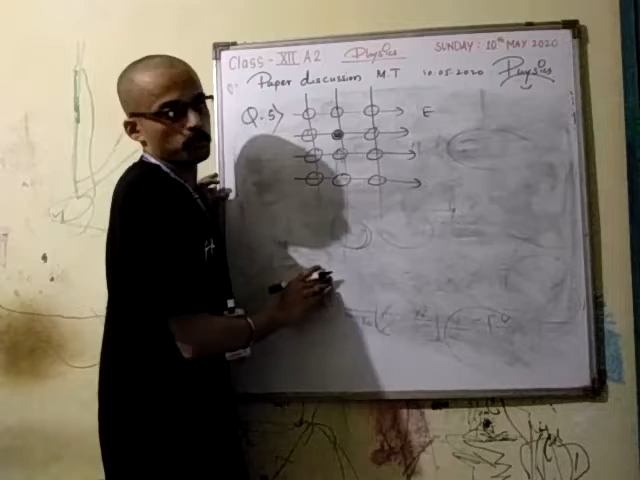 Class - XII A2 Physics SUNDAY: 10th MAY 2020
Paper discussion M.T 10.05.2020 Physics
Q.5> E